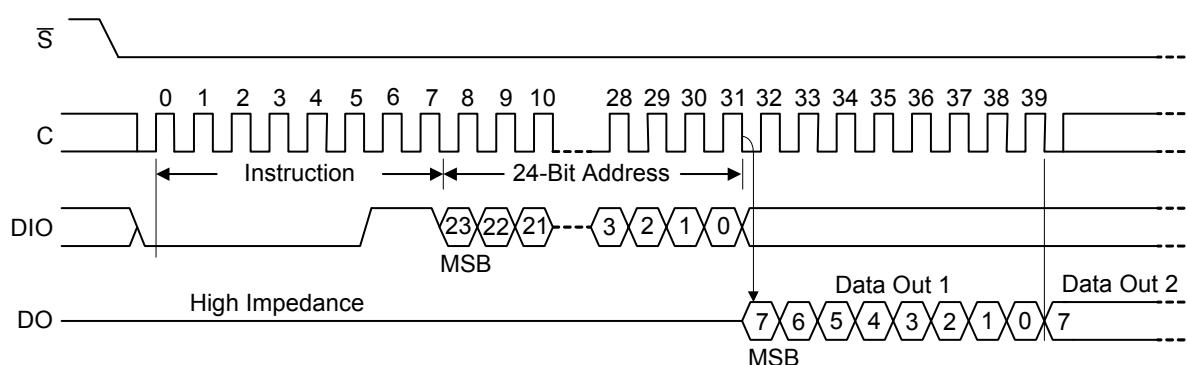 S
0 1 2 3 4 5 6 7 8 9 10 28 29 30 31 32 33 34 35 36 37 38 39
C
Instruction 24-Bit Address
DIO 23 22 21 3 2 1 0
MSB
High Impedance Data Out 1 Data Out 2
DO 7 6 5 4 3 2 1 0 7
MSB